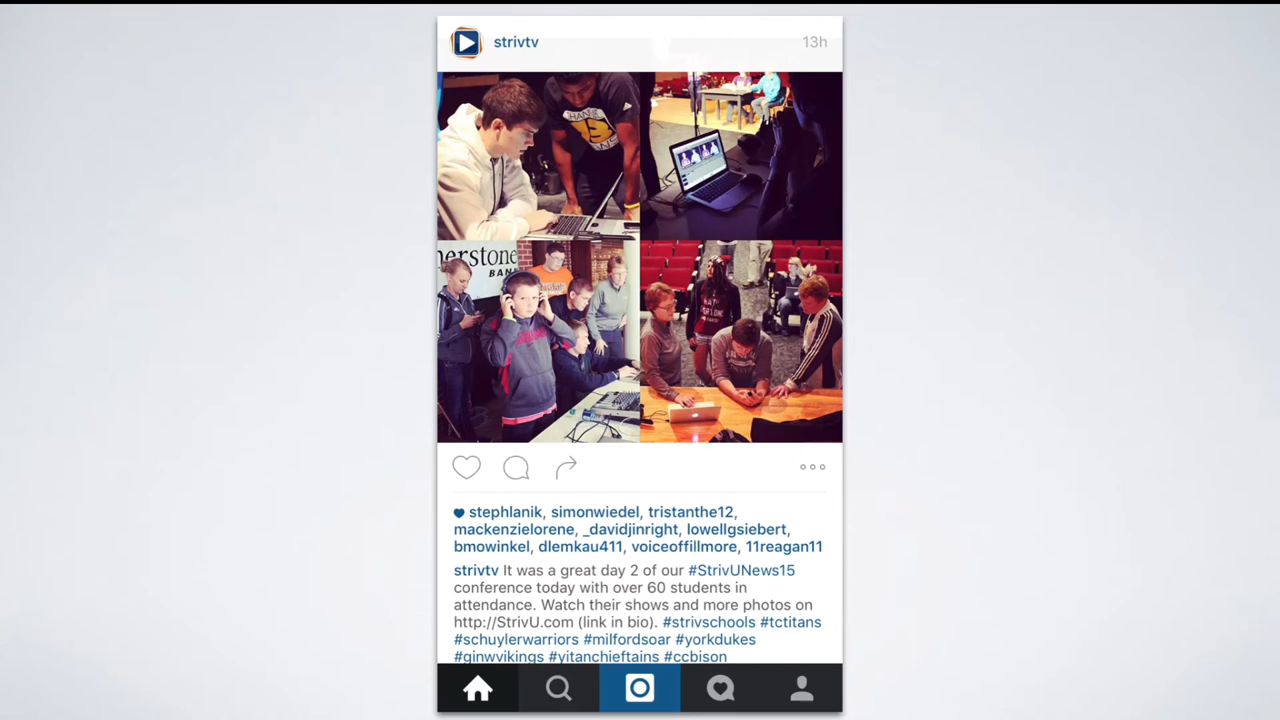 strivtv
13h
erstone
BANK
stephlanik, simonwiedel, tristanthe12,
mackenzielorene, _davidjinright, lowellgsiebert,
bmowinkel, dlemkau411, voiceoffillmore, 11reagan11
strivtv It was a great day 2 of our #StrivUNews15
conference today with over 60 students in
attendance. Watch their shows and more photos on
http://StrivU.com (link in bio). #strivschools #tctitans
#schuylerwarriors #milfordsoar #yorkdukes
#ginwvikings #yitanchieftains #ccbison